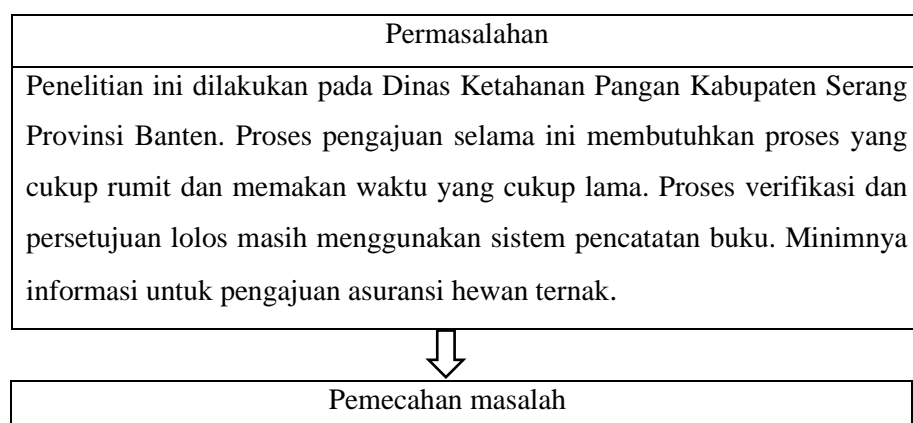 Permasalahan
Penelitian ini dilakukan pada Dinas Ketahanan Pangan Kabupaten Serang
Provinsi Banten. Proses pengajuan selama ini membutuhkan proses yang
cukup rumit dan memakan waktu yang cukup lama. Proses verifikasi dan
persetujuan lolos masih menggunakan sistem pencatatan buku. Minimnya
informasi untuk pengajuan asuransi hewan ternak.
Pemecahan masalah